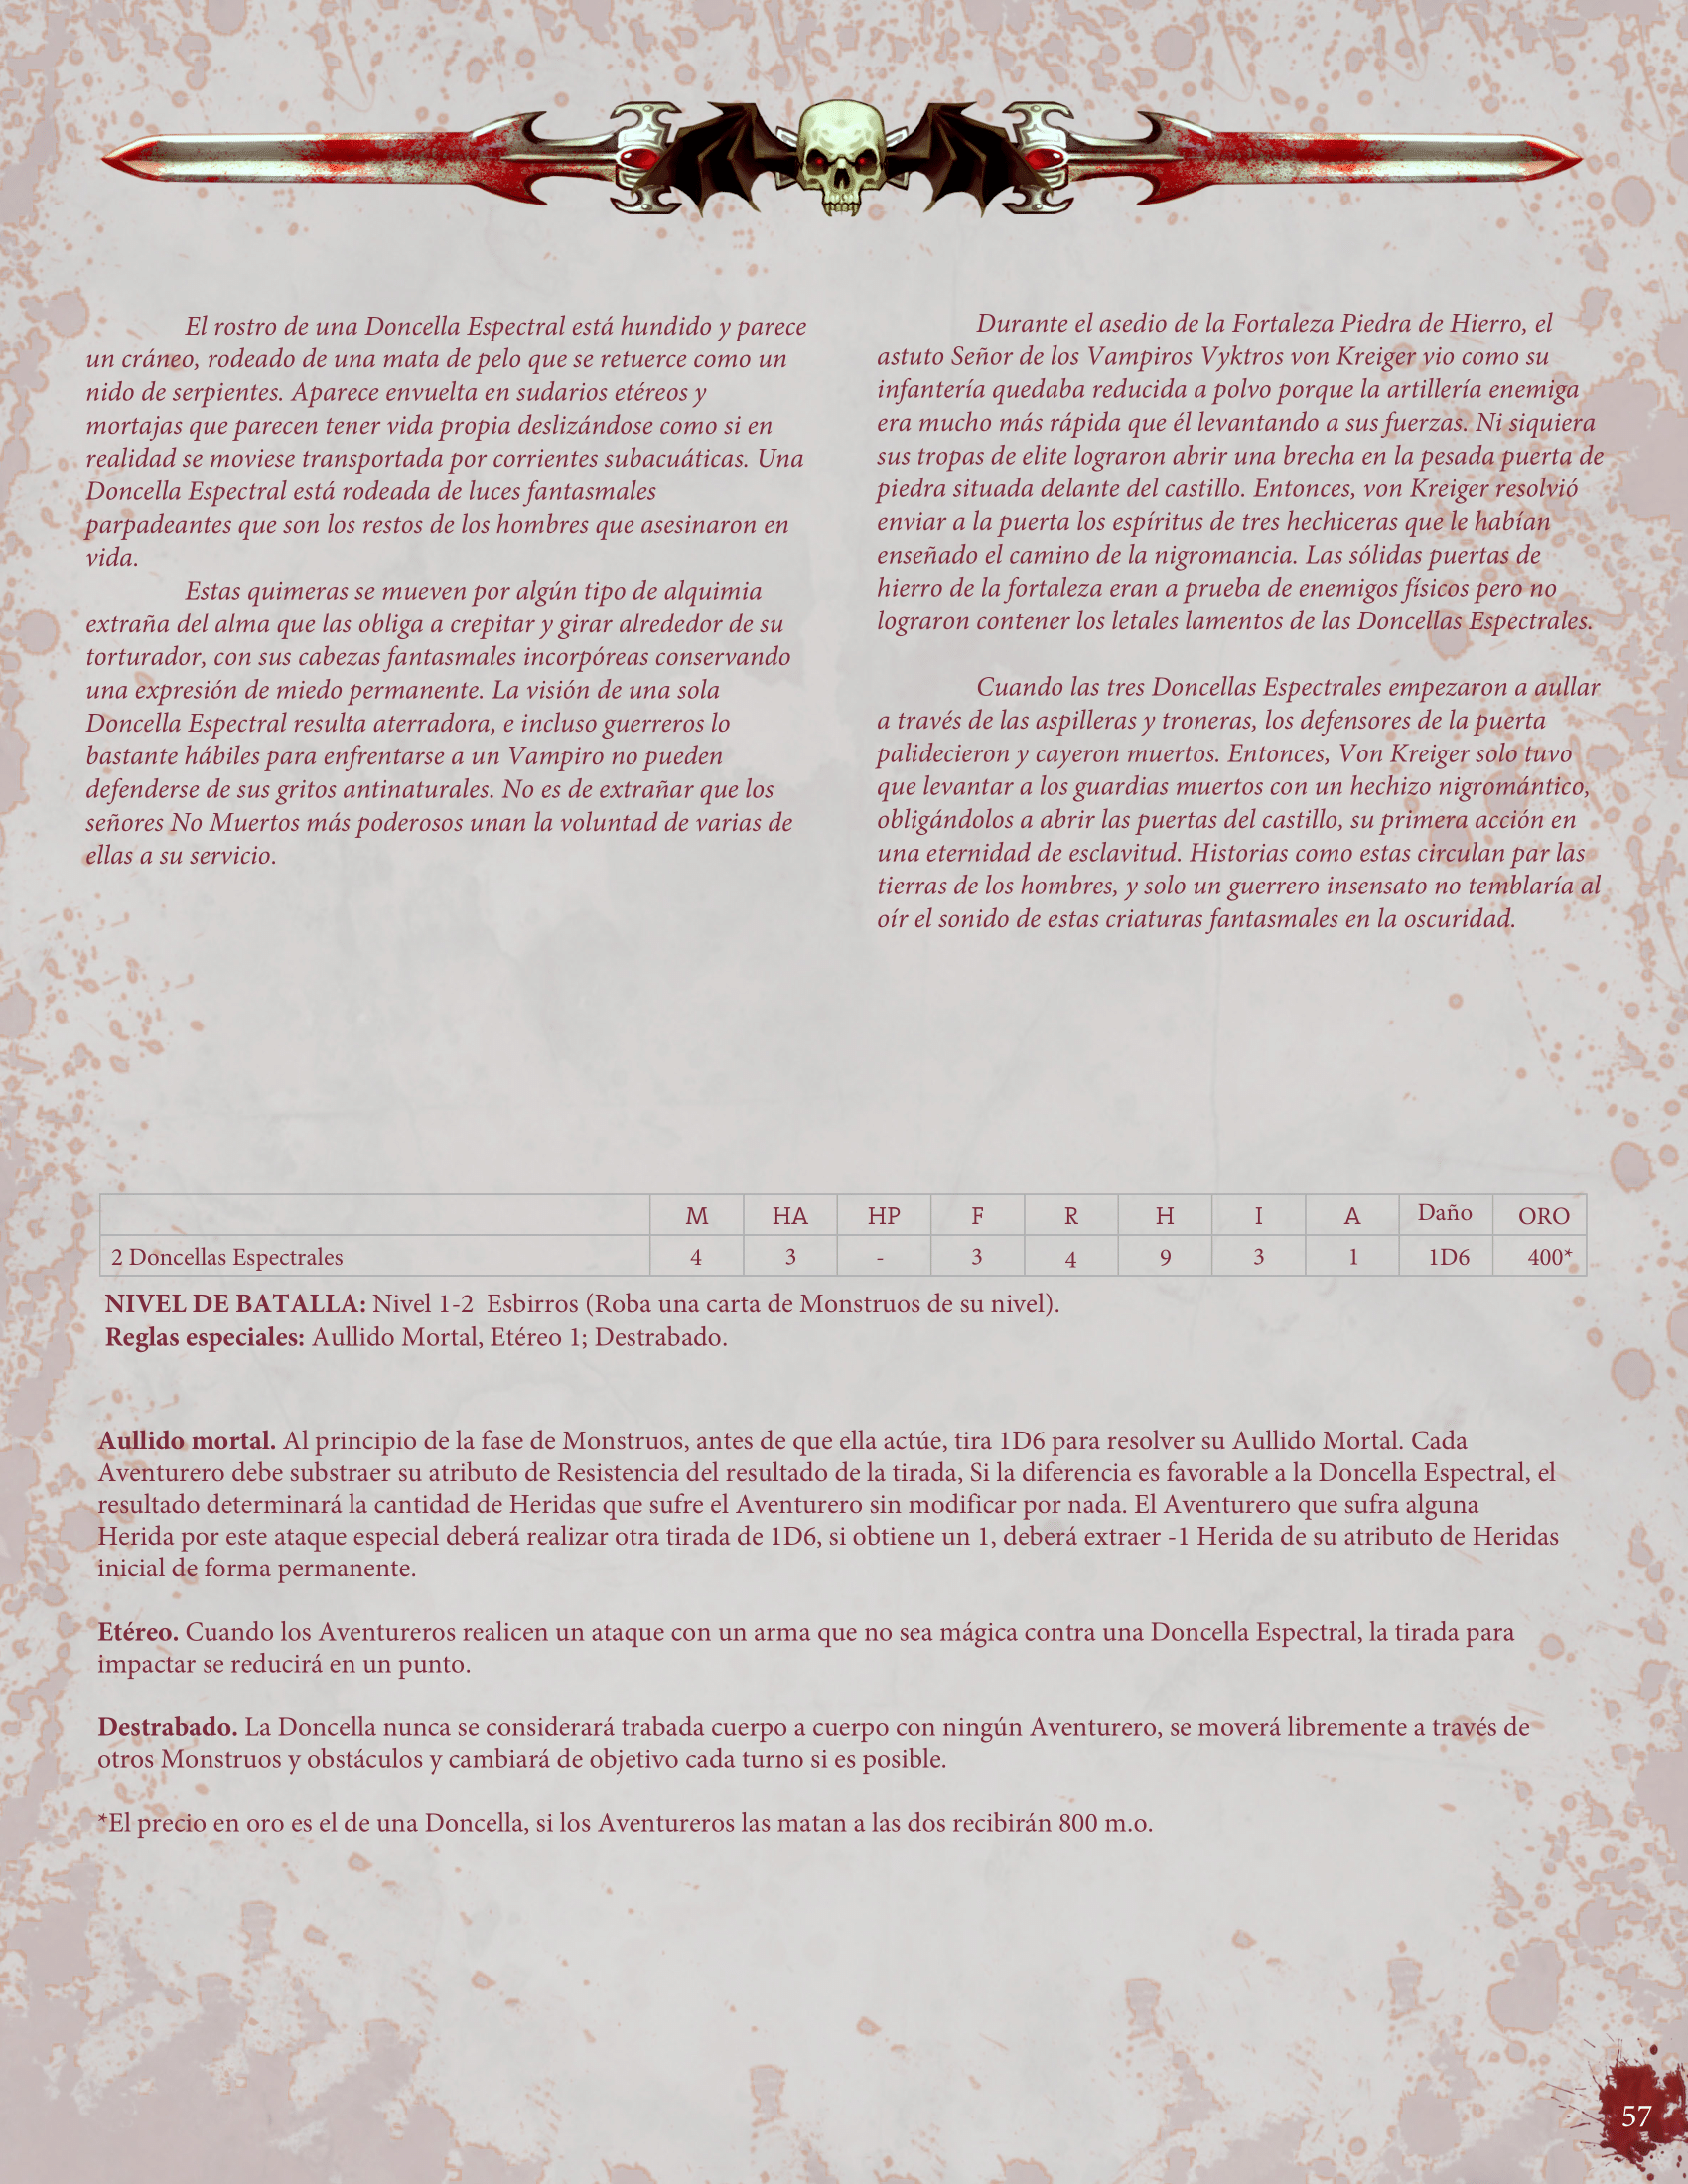 El rostro de una Doncella Espectral está hundido y parece
un cráneo, rodeado de una mata de pelo que se retuerce como un
nido de serpientes. Aparece envuelta en sudarios etéreos y
mortajas que parecen tener vida propia deslizándose como si en
realidad se moviese transportada por corrientes subacuáticas. Una
Doncella Espectral está rodeada de luces fantasmales
parpadeantes que son los restos de los hombres que asesinaron en
vida.
Estas quimeras se mueven por algún tipo de alquimia
extraña del alma que las obliga a crepitar y girar alrededor de su
torturador, con sus cabezas fantasmales incorpóreas conservando
una expresión de miedo permanente. La visión de una sola
Doncella Espectral resulta aterradora, e incluso guerreros lo
bastante hábiles para enfrentarse a un Vampiro no pueden
defenderse de sus gritos antinaturales. No es de extrañar que los
señores No Muertos más poderosos unan la voluntad de varias de
ellas a su servicio.
Durante el asedio de la Fortaleza Piedra de Hierro, el
astuto Señor de los Vampiros Vyktros von Kreiger vio como su
infantería quedaba reducida a polvo porque la artillería enemiga
era mucho más rápida que él levantando a sus fuerzas. Ni siquiera
sus tropas de elite lograron abrir una brecha en la pesada puerta de
piedra situada delante del castillo. Entonces, von Kreiger resolvió
enviar a la puerta los espíritus de tres hechiceras que le habían
enseñado el camino de la nigromancia. Las sólidas puertas de
hierro de la fortaleza eran a prueba de enemigos físicos pero no
lograron contener los letales lamentos de las Doncellas Espectrales.
Cuando las tres Doncellas Espectrales empezaron a aullar
a través de las aspilleras y troneras, los defensores de la puerta
palidecieron y cayeron muertos. Entonces, Von Kreiger solo tuvo
que levantar a los guardias muertos con un hechizo nigromántico,
obligándolos a abrir las puertas del castillo, su primera acción en
una eternidad de esclavitud. Historias como estas circulan par las
tierras de los hombres, y solo un guerrero insensato no temblaría al
oír el sonido de estas criaturas fantasmales en la oscuridad.
M HA HP F R H I A Daño ORO
2 Doncellas Espectrales 4 3 - 3 4 9 3 1 1D6 400*
NIVEL DE BATALLA: Nivel 1-2 Esbirros (Roba una carta de Monstruos de su nivel).
Reglas especiales: Aullido Mortal, Etéreo 1; Destrabado.
Aullido mortal. Al principio de la fase de Monstruos, antes de que ella actúe, tira 1D6 para resolver su Aullido Mortal. Cada
Aventurero debe substraer su atributo de Resistencia del resultado de la tirada, Si la diferencia es favorable a la Doncella Espectral, el
resultado determinará la cantidad de Heridas que sufre el Aventurero sin modificar por nada. El Aventurero que sufra alguna
Herida por este ataque especial deberá realizar otra tirada de 1D6, si obtiene un 1, deberá extraer -1 Herida de su atributo de Heridas
inicial de forma permanente.
Etéreo. Cuando los Aventureros realicen un ataque con un arma que no sea mágica contra una Doncella Espectral, la tirada para
impactar se reducirá en un punto.
Destrabado. La Doncella nunca se considerará trabada cuerpo a cuerpo con ningún Aventurero, se moverá libremente a través de
otros Monstruos y obstáculos y cambiará de objetivo cada turno si es posible.
*El precio en oro es el de una Doncella, si los Aventureros las matan a las dos recibirán 800 m.o.
57